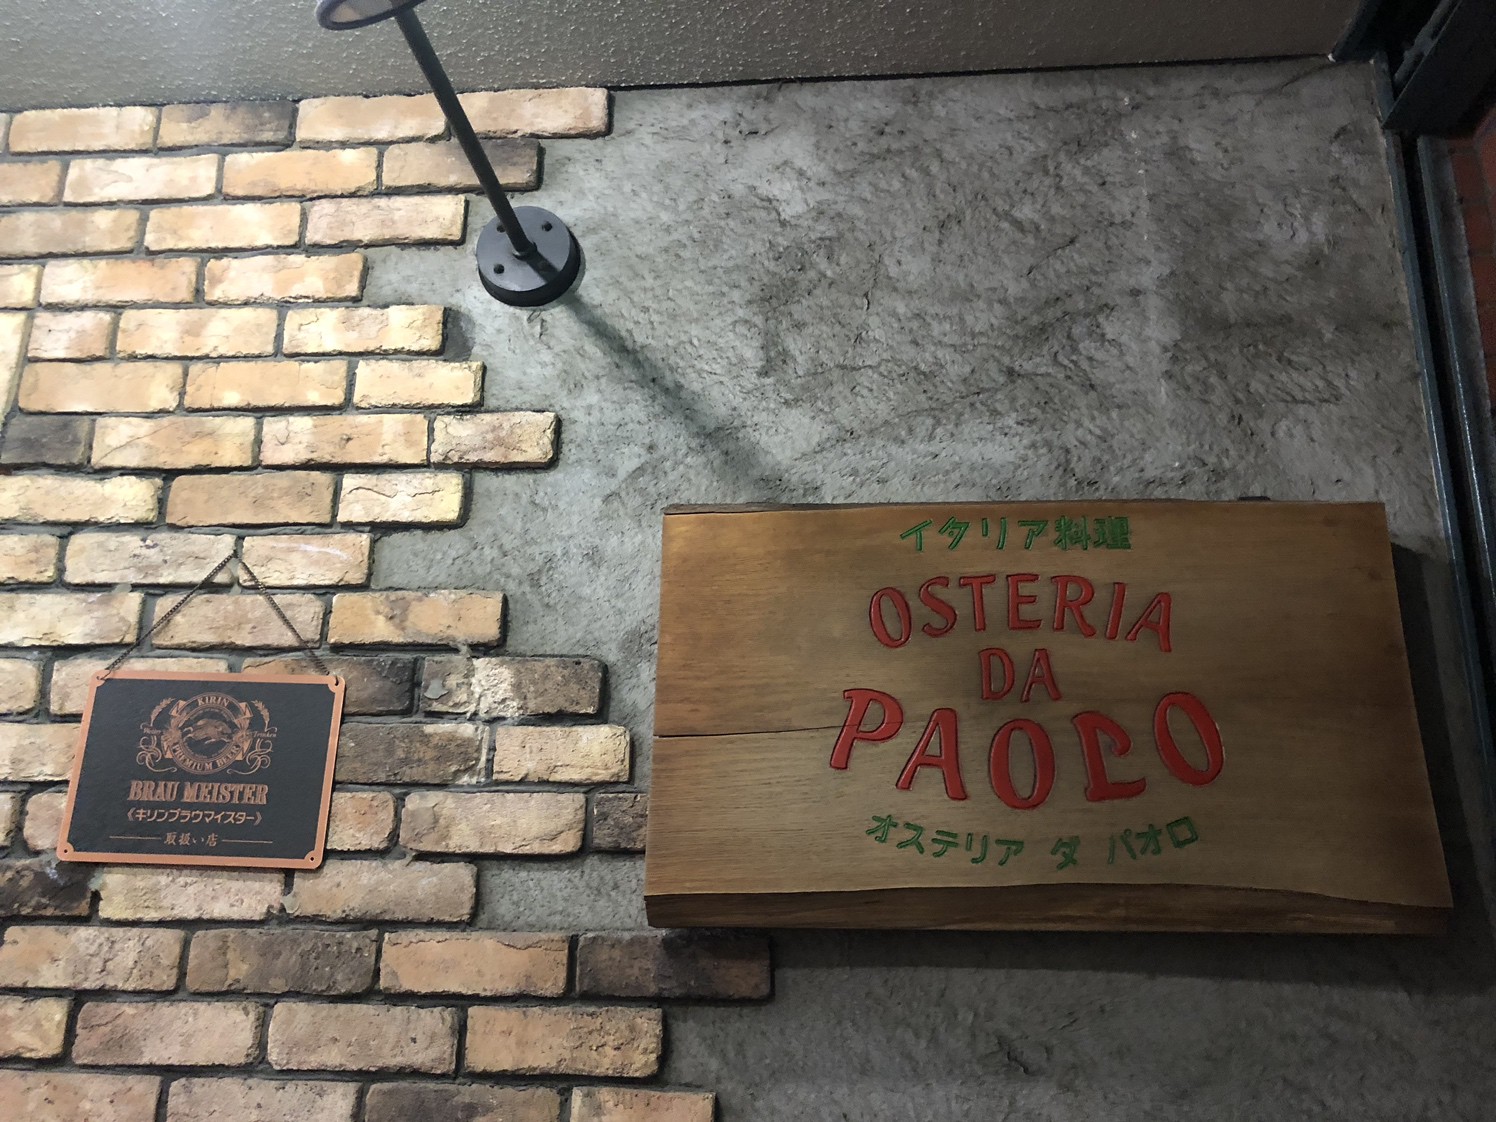 イタリア料理
OSTERIA
DA
PAOLO
オステリア ダ パオロ
KIRIN
PREMIUM BEER
BRAU MEISTER
《キリンブラウマイスター》
取扱い店